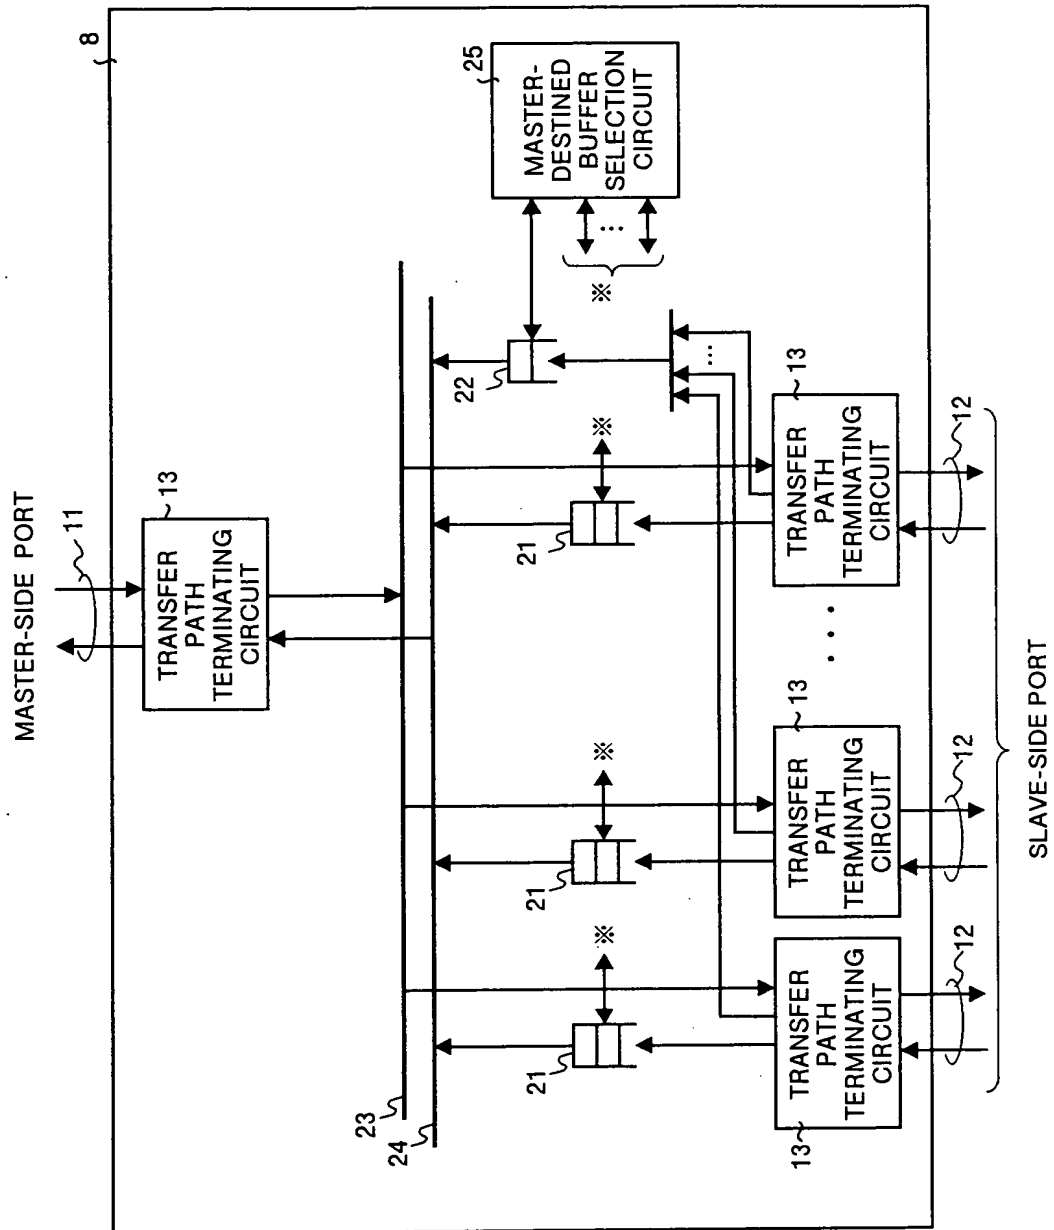 8
MASTER-SIDE PORT
11
13
TRANSFER
PATH
TERMINATING
CIRCUIT
25
MASTER-
DESTINED
BUFFER
SELECTION
CIRCUIT
...
※
23
24
22
21
※
21
※
21
※
...
13
TRANSFER
PATH
TERMINATING
CIRCUIT
12
13
TRANSFER
PATH
TERMINATING
CIRCUIT
12
....
13
TRANSFER
PATH
TERMINATING
CIRCUIT
12
SLAVE-SIDE PORT